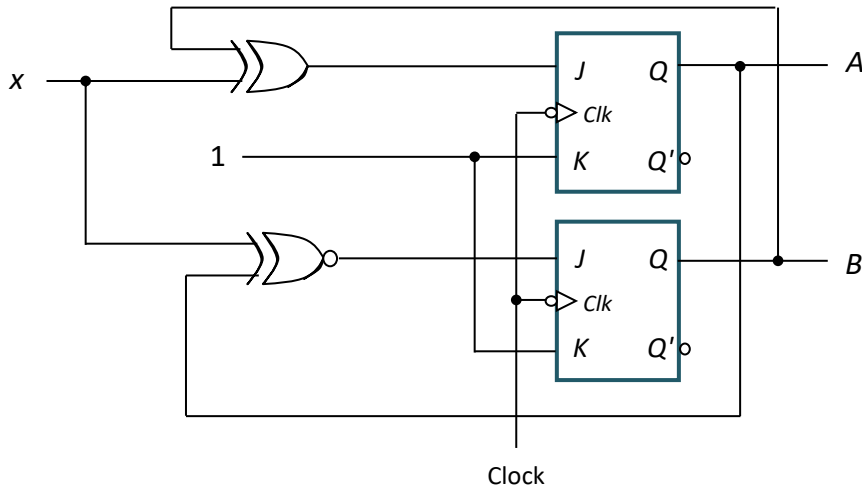 J Q A
x
Clk
1 K Q'
J Q B
Clk
K Q'
Clock